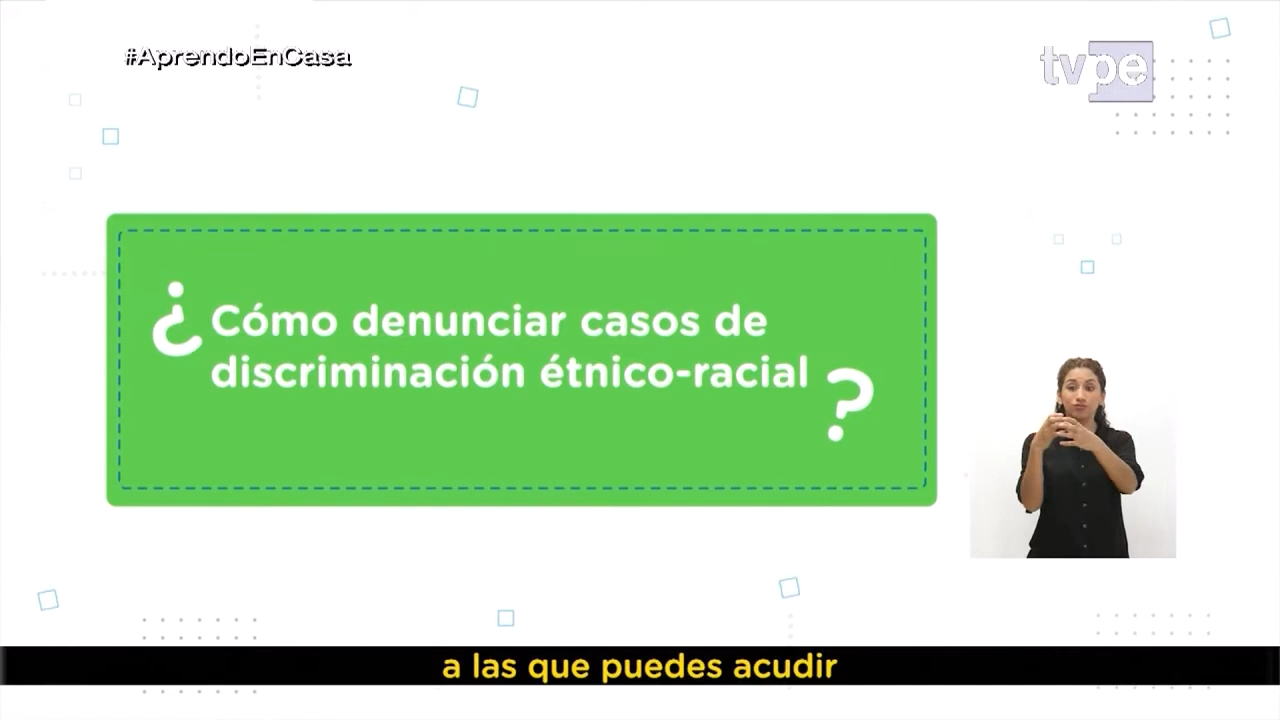 #AprendoEnCasa
tvpe
¿Cómo denunciar casos de
discriminación étnico-racial?
a las que puedes acudir